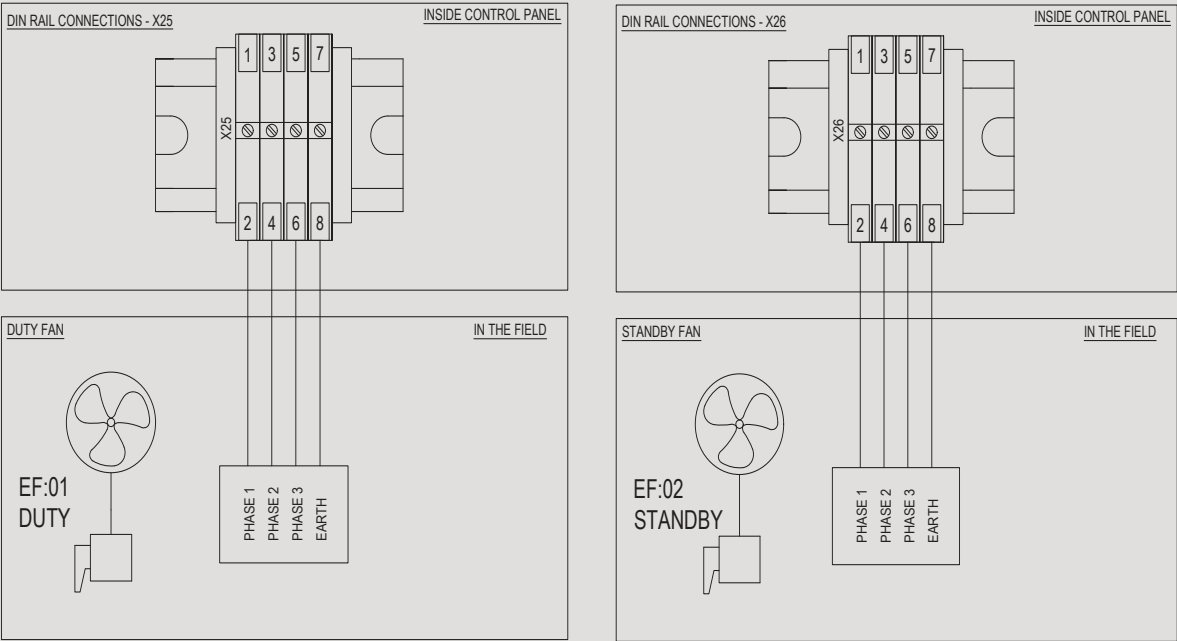 DIN RAIL CONNECTIONS - X25
INSIDE CONTROL PANEL
1 3 5 7
X25
2 4 6 8
DUTY FAN
IN THE FIELD
EF:01
DUTY
PHASE 1
PHASE 2
PHASE 3
EARTH
DIN RAIL CONNECTIONS - X26
INSIDE CONTROL PANEL
1 3 5 7
X26
2 4 6 8
STANDBY FAN
IN THE FIELD
EF:02
STANDBY
PHASE 1
PHASE 2
PHASE 3
EARTH